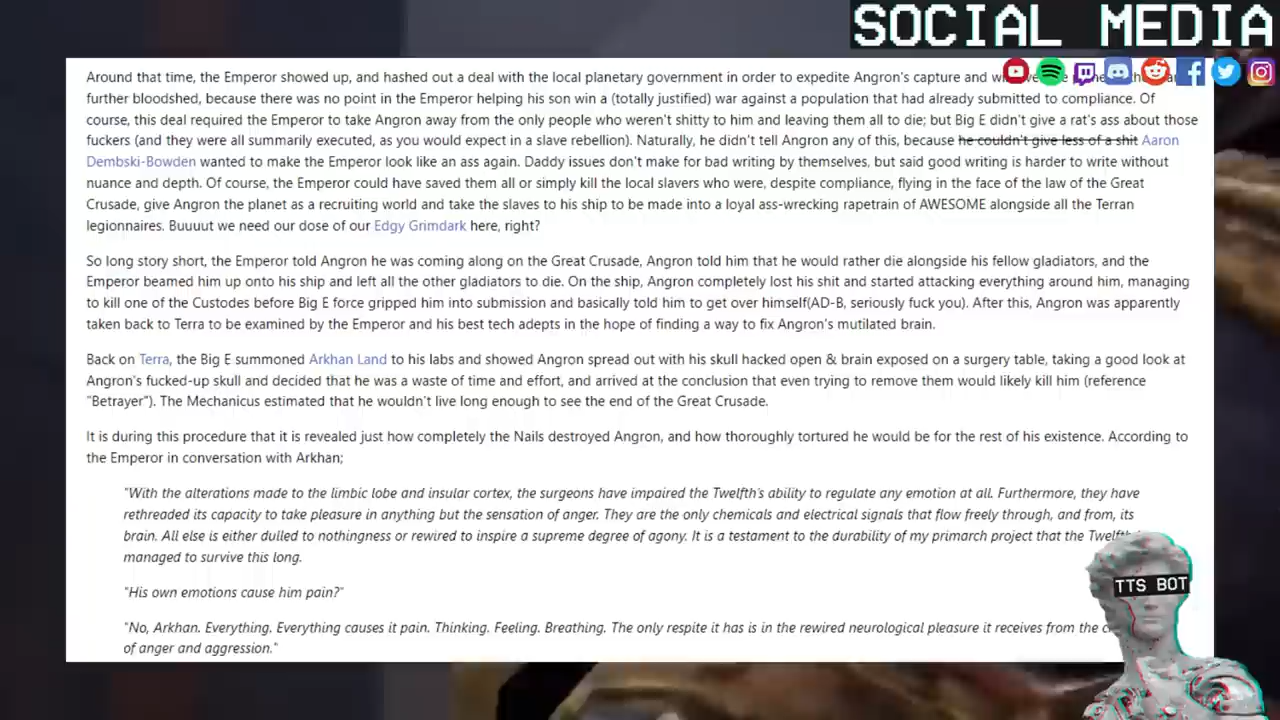 SOCIAL MEDIA
Around that time, the Emperor showed up, and hashed out a deal with the local planetary government in order to expedite Angron's capture and
further bloodshed, because there was no point in the Emperor helping his son win a (totally justified) war against a population that had already submitted to compliance. Of
course, this deal required the Emperor to take Angron away from the only people who weren't shitty to him and leaving them all to die; but Big E didn't give a rat's ass about those
fuckers (and they were all summarily executed, as you would expect in a slave rebellion). Naturally, he didn't tell Angron any of this, because he couldn't give less of a shit Aaron
Dembski-Bowden wanted to make the Emperor look like an ass again. Daddy issues don't make for bad writing by themselves, but said good writing is harder to write without
nuance and depth. Of course, the Emperor could have saved them all or simply kill the local slavers who were, despite compliance, flying in the face of the law of the Great
Crusade, give Angron the planet as a recruiting world and take the slaves to his ship to be made into a loyal ass-wrecking rapetrain of AWESOME alongside all the Terran
legionnaires. Buuuut we need our dose of our Edgy Grimdark here, right?
So long story short, the Emperor told Angron he was coming along on the Great Crusade, Angron told him that he would rather die alongside his fellow gladiators, and the
Emperor beamed him up onto his ship and left all the other gladiators to die. On the ship, Angron completely lost his shit and started attacking everything around him, managing
to kill one of the Custodes before Big E force gripped him into submission and basically told him to get over himself(AD-B, seriously fuck you). After this, Angron was apparently
taken back to Terra to be examined by the Emperor and his best tech adepts in the hope of finding a way to fix Angron's mutilated brain.
Back on Terra, the Big E summoned Arkhan Land to his labs and showed Angron spread out with his skull hacked open & brain exposed on a surgery table, taking a good look at
Angron's fucked-up skull and decided that he was a waste of time and effort, and arrived at the conclusion that even trying to remove them would likely kill him (reference
"Betrayer"). The Mechanicus estimated that he wouldn't live long enough to see the end of the Great Crusade.
It is during this procedure that it is revealed just how completely the Nails destroyed Angron, and how thoroughly tortured he would be for the rest of his existence. According to
the Emperor in conversation with Arkhan;
"With the alterations made to the limbic lobe and insular cortex, the surgeons have impaired the Twelfth's ability to regulate any emotion at all. Furthermore, they have
rethreaded its capacity to take pleasure in anything but the sensation of anger. They are the only chemicals and electrical signals that flow freely through, and from, its
brain. All else is either dulled to nothingness or rewired to inspire a supreme degree of agony. It is a testament to the durability of my primarch project that the Twelfth
managed to survive this long.
"His own emotions cause him pain?"
"No, Arkhan. Everything. Everything causes it pain. Thinking. Feeling. Breathing. The only respite it has is in the rewired neurological pleasure it receives from the
of anger and aggression."
TTS BOT